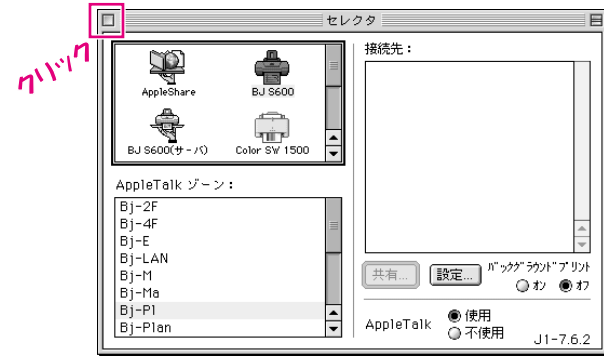 セレクタ
クリック
AppleShare
BJ S600
BJ S600(サーバ)
Color SW 1500
AppleTalk ゾーン：
Bj-2F
Bj-4F
Bj-E
Bj-LAN
Bj-M
Bj-Ma
Bj-Pl
Bj-Plan
接続先：
共有...
設定...
ﾊﾞｯｸｸﾞﾗｳﾝﾄﾞﾌﾟﾘﾝﾄ
オン オフ
AppleTalk
使用
不使用
J1-7.6.2